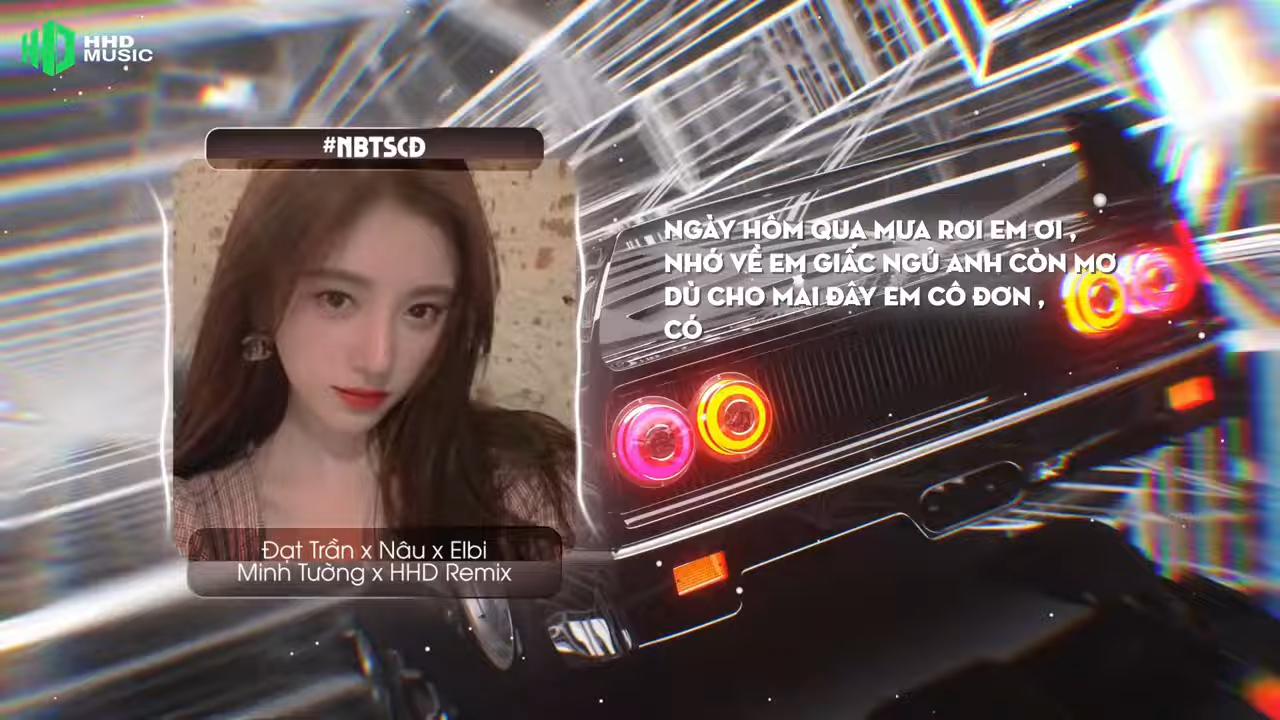 HHD
MUSIC
#NBTSCD
NGÀY HÔM QUA MƯA RƠI EM ƠI ,
NHỚ VỀ EM GIẤC NGỦ ANH CÒN MƠ
DÙ CHO MAI ĐÂY EM CÔ ĐƠN ,
CÓ
Đạt Trần x Nâu x Elbi
Minh Tường x HHD Remix